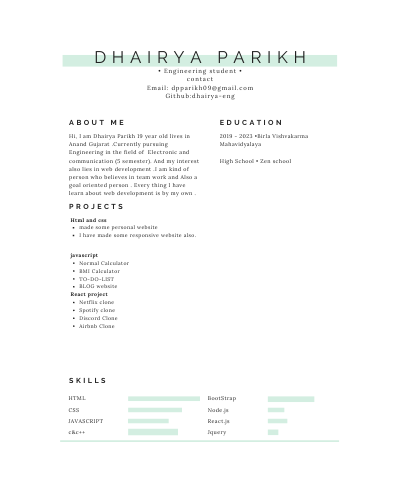 DHAIRYA PARIKH
• Engineering student •
contact
Email: dpparikh09@gmail.com
Github:dhairya-eng
ABOUT ME
Hi, I am Dhairya Parikh 19 year old lives in
Anand Gujarat .Currently pursuing
Engineering in the field of Electronic and
communication (5 semester). And my interest
also lies in web development .I am kind of
person who believes in team work and Also a
goal oriented person . Every thing I have
learn about web development is by my own .
EDUCATION
2019 - 2023 •Birla Vishvakarma
Mahavidyalaya
High School • Zen school
PROJECTS
Html and css
• made some personal website
• I have made some responsive website also.
javascript
• Normal Calculator
• BMI Calculator
• TO-DO-LIST
• BLOG website
React project
• Netflix clone
• Spotify clone
• Discord Clone
• Airbnb Clone
SKILLS
HTML BootStrap
CSS Node.js
JAVASCRIPT React.js
c&c++ Jquery